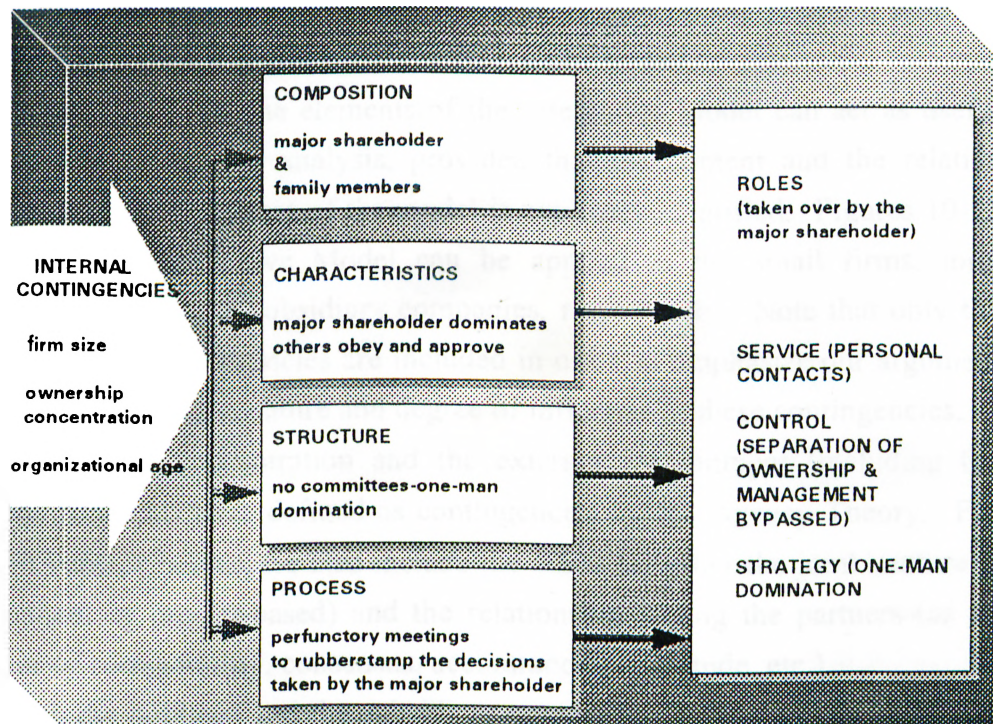 INTERNAL
CONTINGENCIES
firm size
ownership
concentration
organizational age
COMPOSITION
major shareholder
&
family members
CHARACTERISTICS
major shareholder dominates
others obey and approve
STRUCTURE
no committees-one-man
domination
PROCESS
perfunctory meetings
to rubberstamp the decisions
taken by the major shareholder
ROLES
(taken over by the
major shareholder)
SERVICE (PERSONAL
CONTACTS)
CONTROL
(SEPARATION OF
OWNERSHIP &
MANAGEMENT
BYPASSED)
STRATEGY (ONE-MAN
DOMINATION